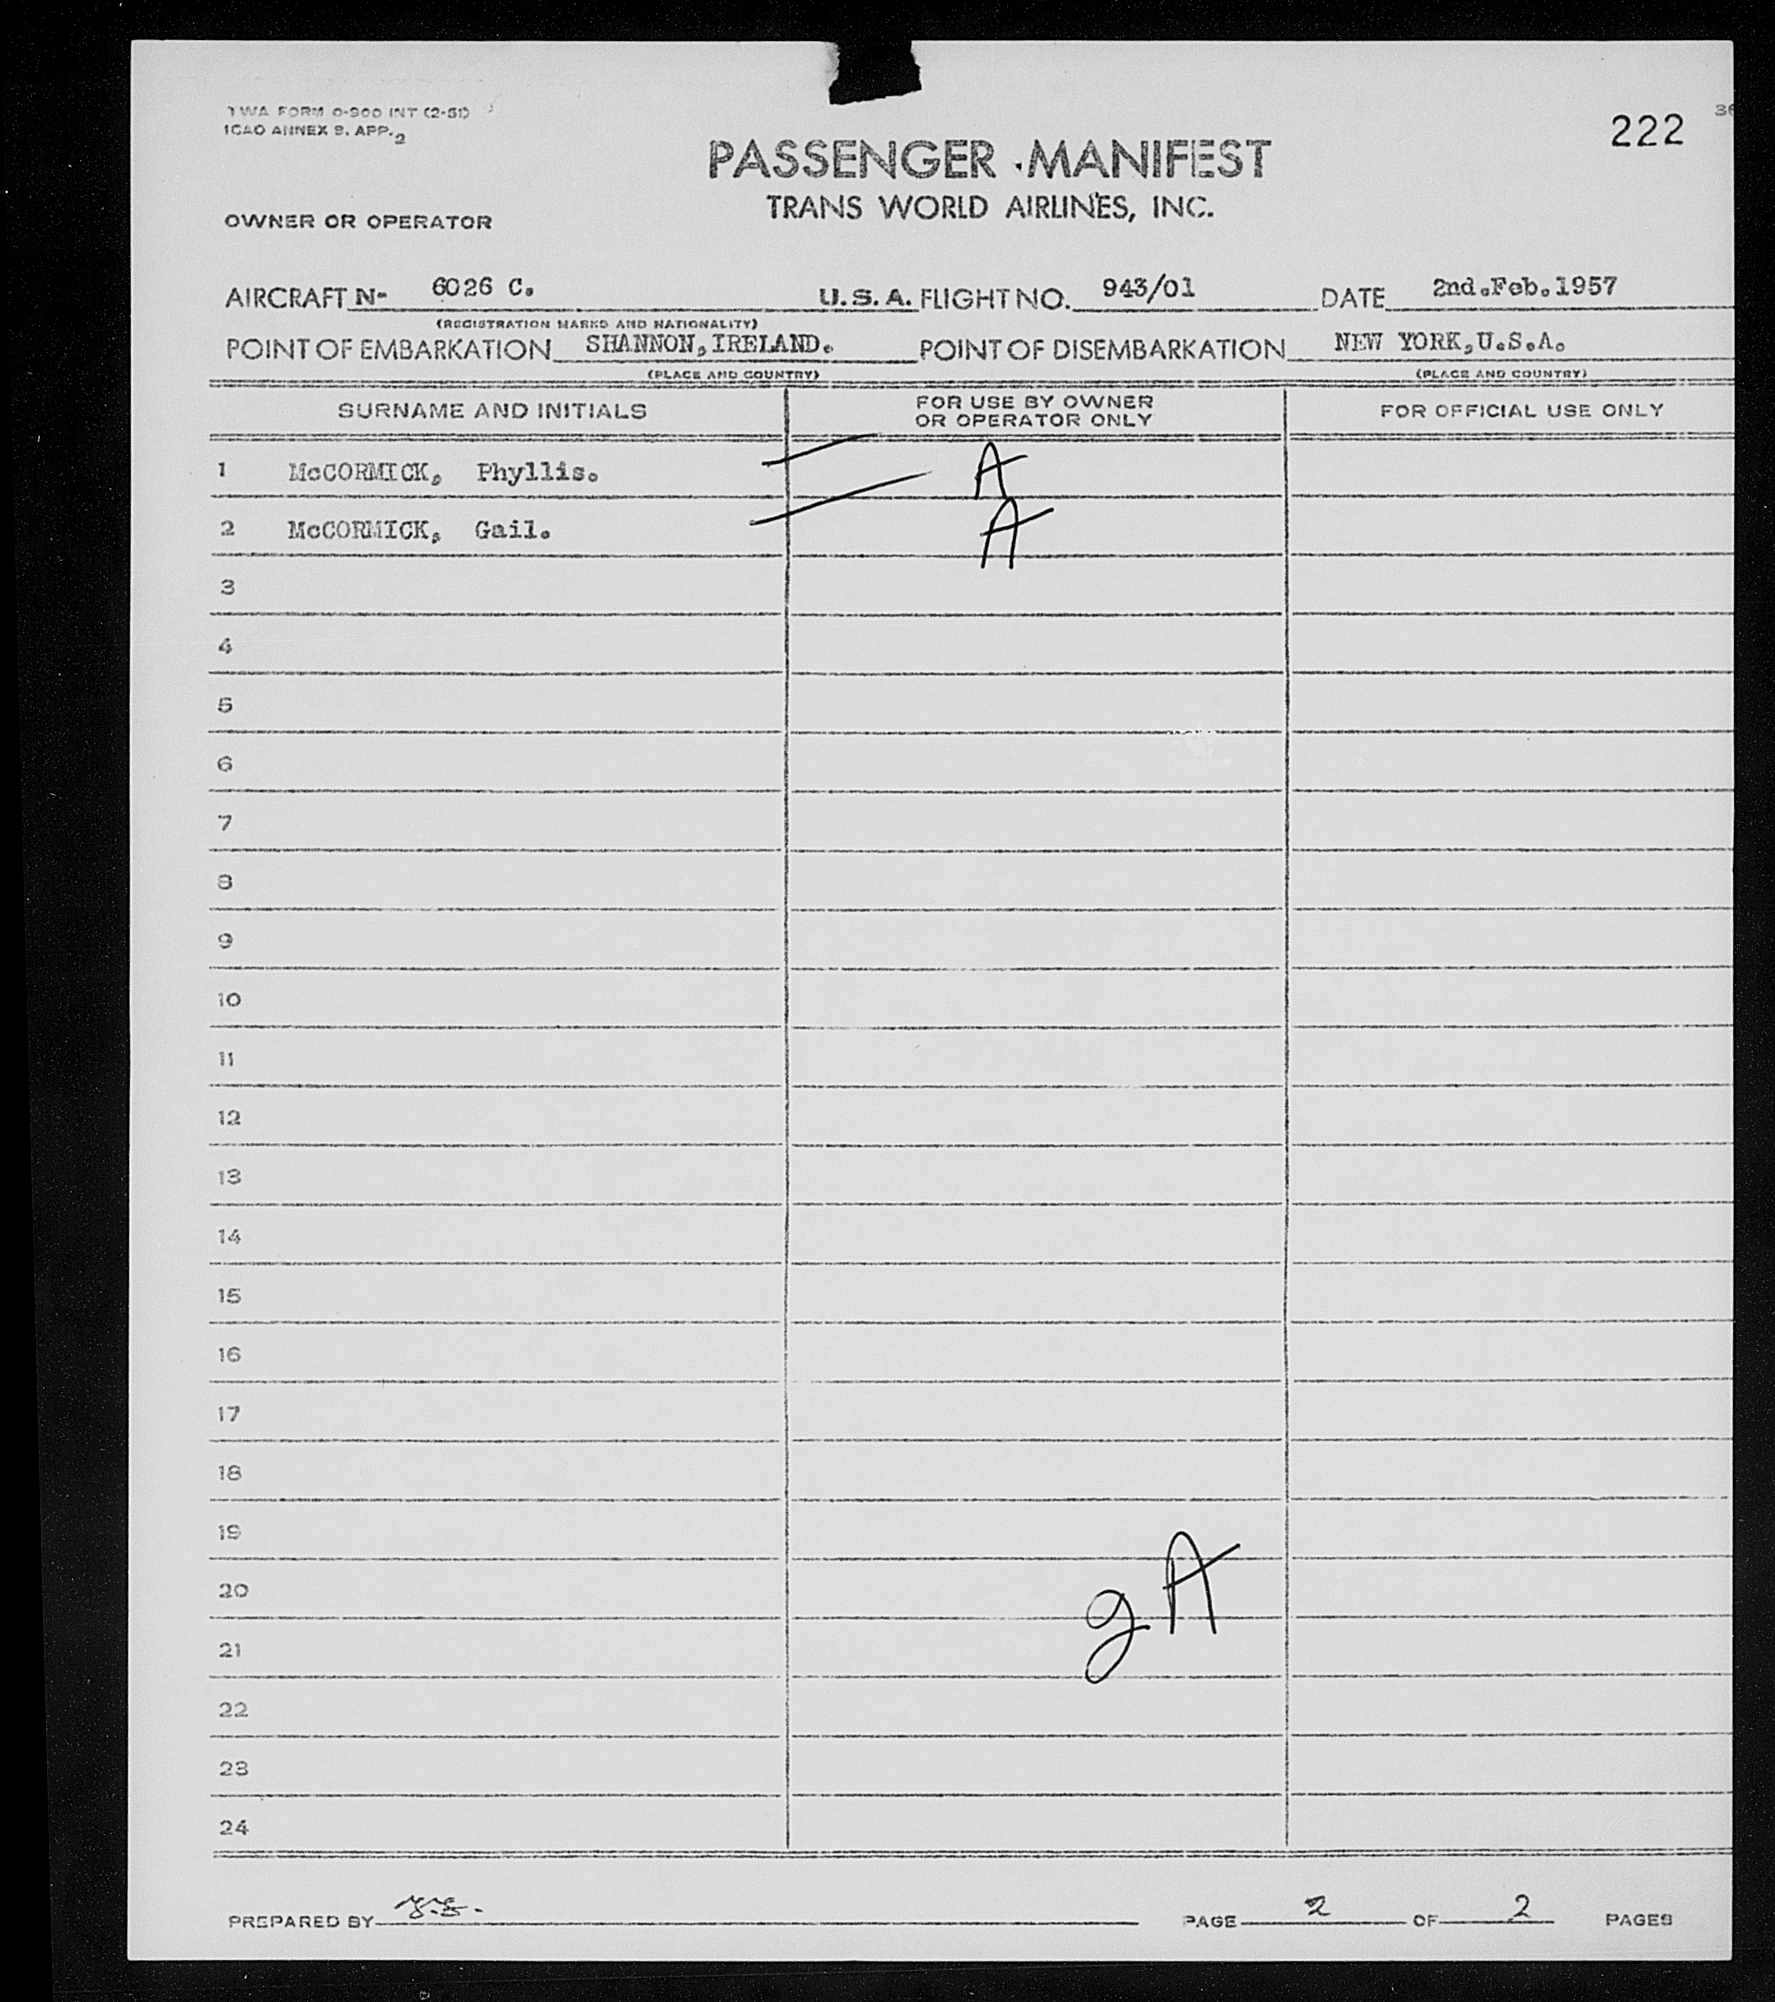 TWA FORM O-900 INT (2-51)
ICAO ANNEX 9. APP. 2
222
36
PASSENGER MANIFEST
TRANS WORLD AIRLINES, INC.
OWNER OR OPERATOR
AIRCRAFT N- 6026 C. U.S.A. FLIGHT NO. 943/01 DATE 2nd.Feb.1957
(REGISTRATION MARKS AND NATIONALITY)
POINT OF EMBARKATION SHANNON, IRELAND. POINT OF DISEMBARKATION NEW YORK, U.S.A.
(PLACE AND COUNTRY) (PLACE AND COUNTRY)
SURNAME AND INITIALS FOR USE BY OWNER OR OPERATOR ONLY FOR OFFICIAL USE ONLY
1 McCORMICK, Phyllis. A
2 McCORMICK, Gail. A
3
4
5
6
7
8
9
10
11
12
13
14
15
16
17
18
19
20 g A
21
22
23
24
PREPARED BY PAGE 2 OF 2 PAGES